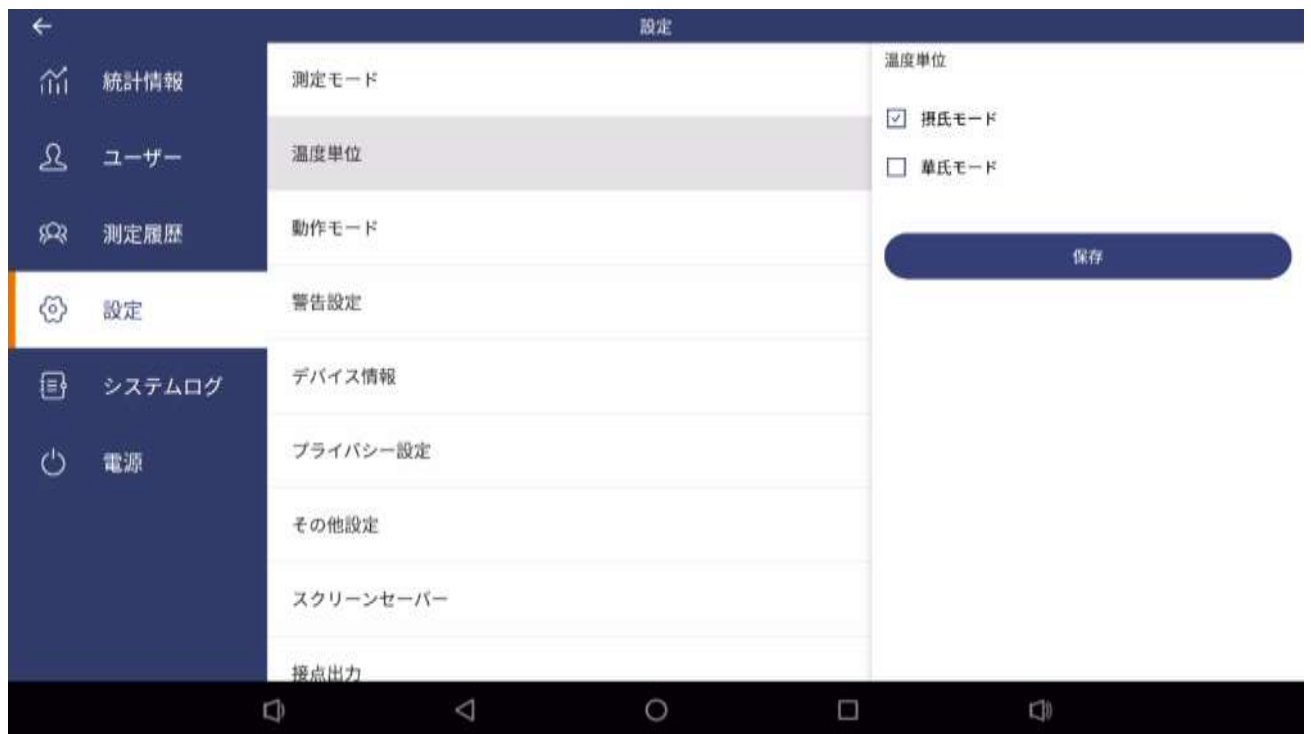 設定
統計情報
ユーザー
測定履歴
設定
システムログ
電源
測定モード
温度単位
動作モード
警告設定
デバイス情報
プライバシー設定
その他設定
スクリーンセーバー
接点出力
温度単位
摂氏モード
華氏モード
保存